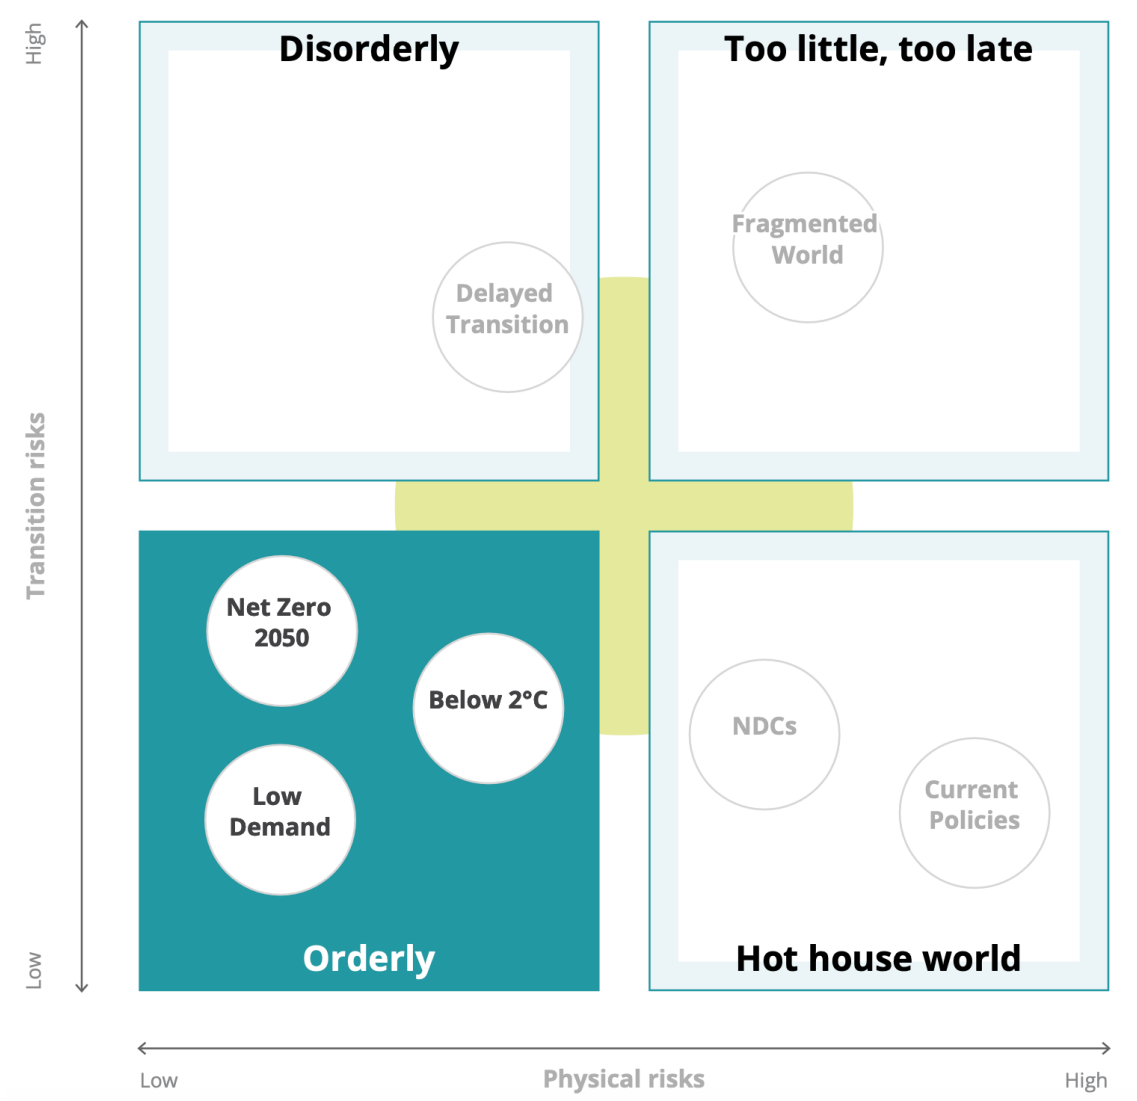 High
Disorderly
Too little, too late
Fragmented
World
Delayed
Transition
Transition risks
Net Zero
2050
Below 2°C
NDCs
Low
Demand
Current
Policies
Orderly
Hot house world
Low
Low
Physical risks
High